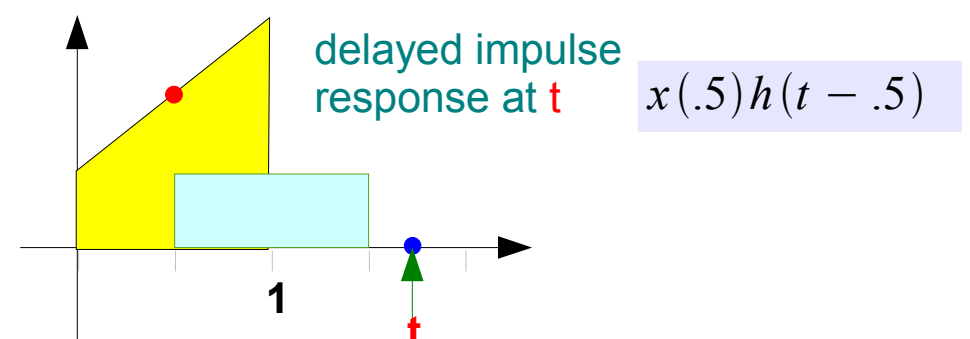 delayed impulse
response at t
x(.5)h(t − .5)
1
t